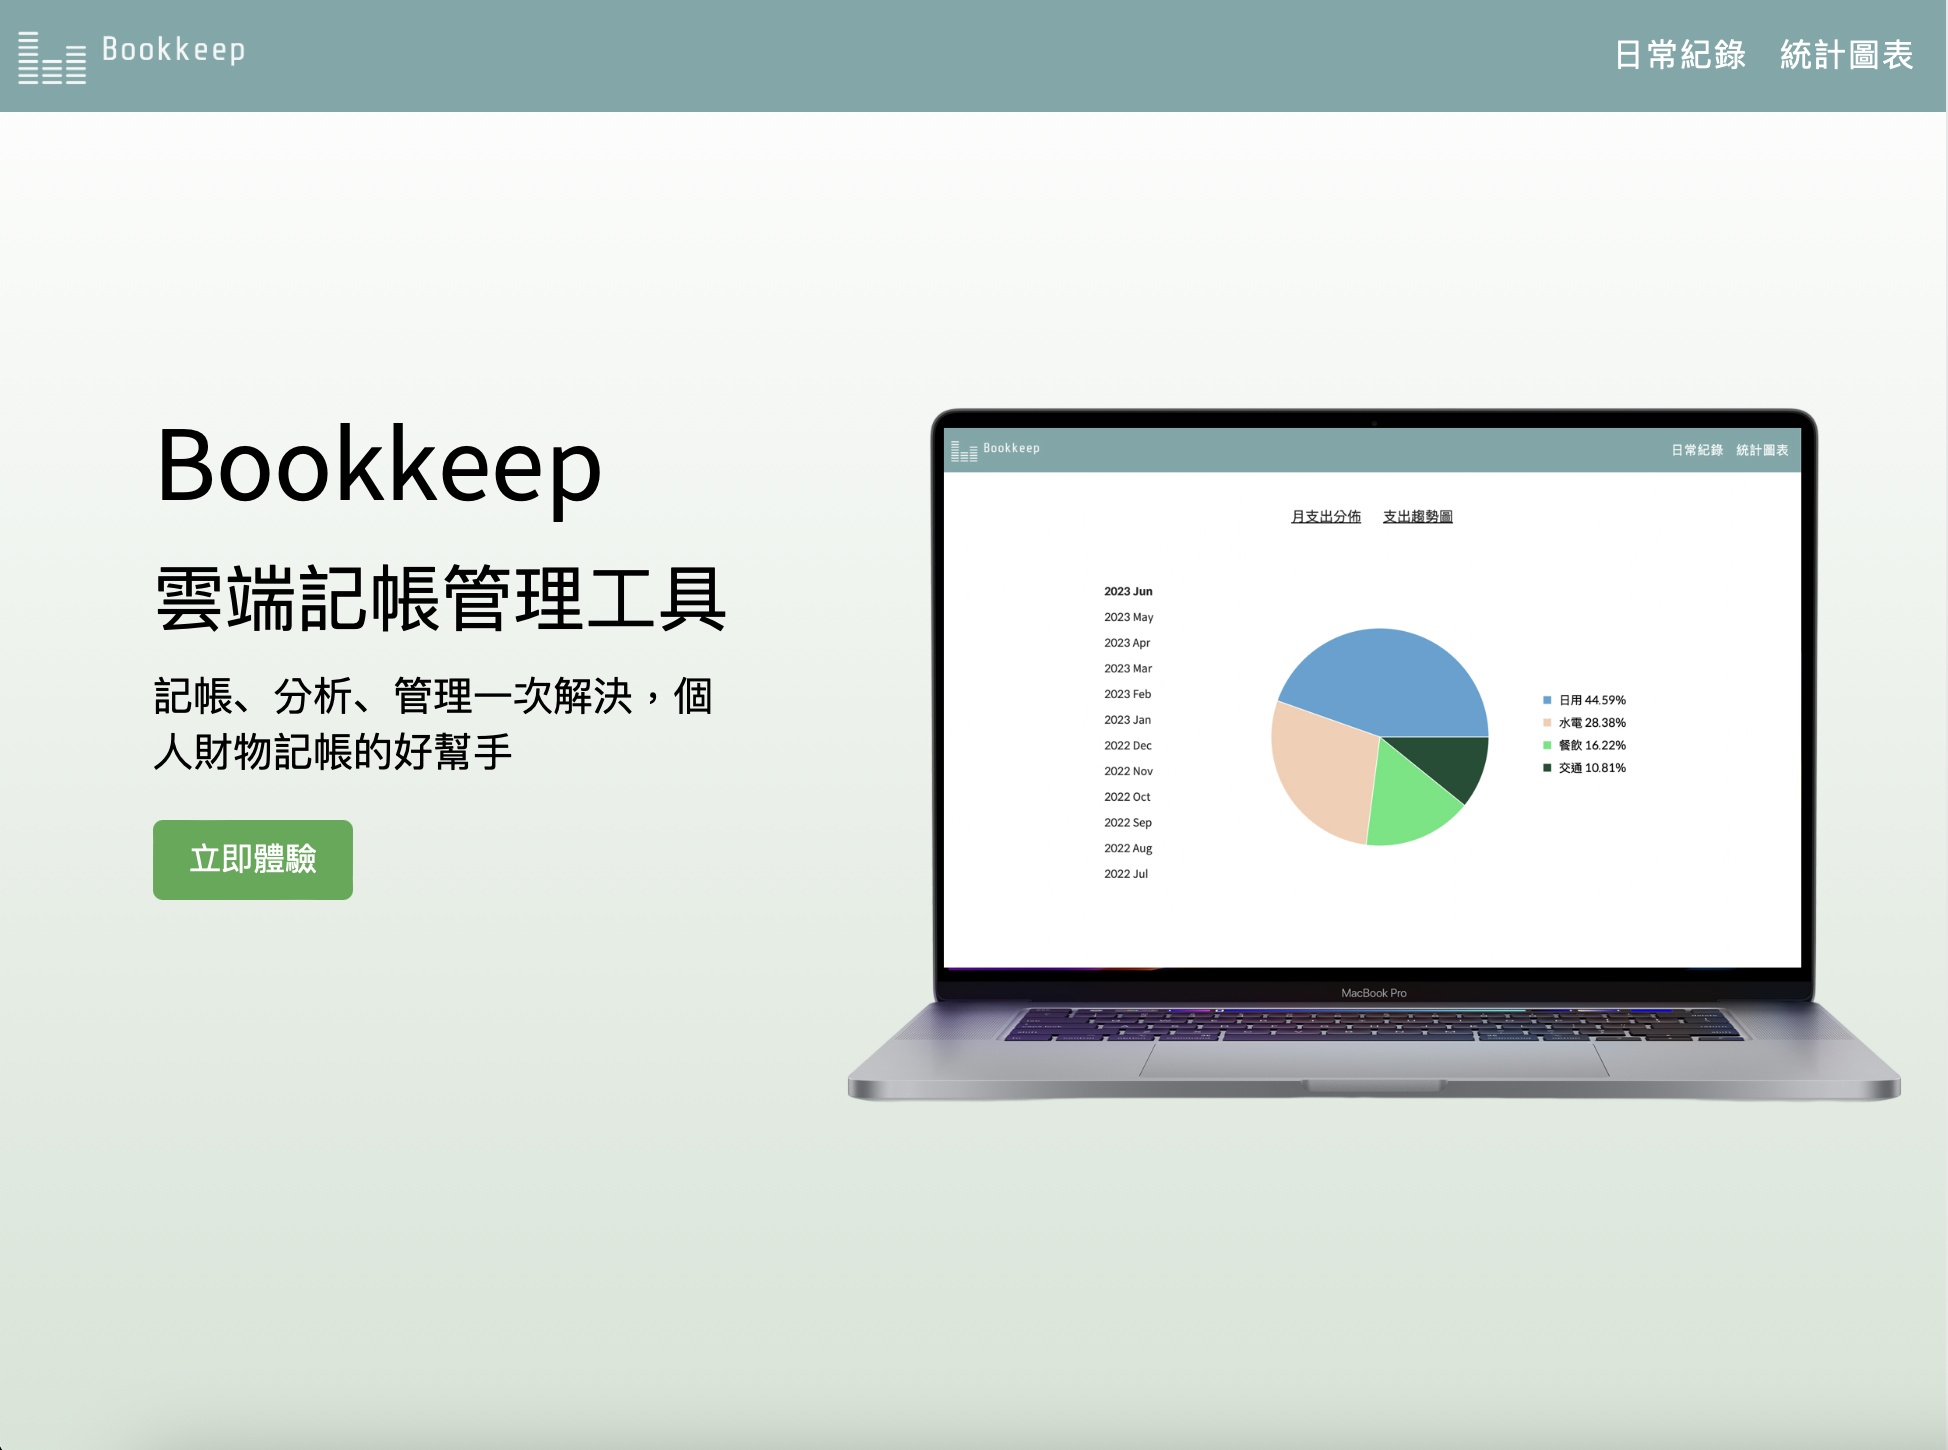 Bookkeep
日常紀錄 統計圖表
Bookkeep
雲端記帳管理工具
記帳、分析、管理一次解決，個
人財物記帳的好幫手
立即體驗
Bookkeep
日常紀錄 統計圖表
月支出分佈 支出趨勢圖
2023 Jun
2023 May
2023 Apr
2023 Mar
2023 Feb
2023 Jan
2022 Dec
2022 Nov
2022 Oct
2022 Sep
2022 Aug
2022 Jul
日用 44.59%
水電 28.38%
餐飲 16.22%
交通 10.81%
MacBook Pro